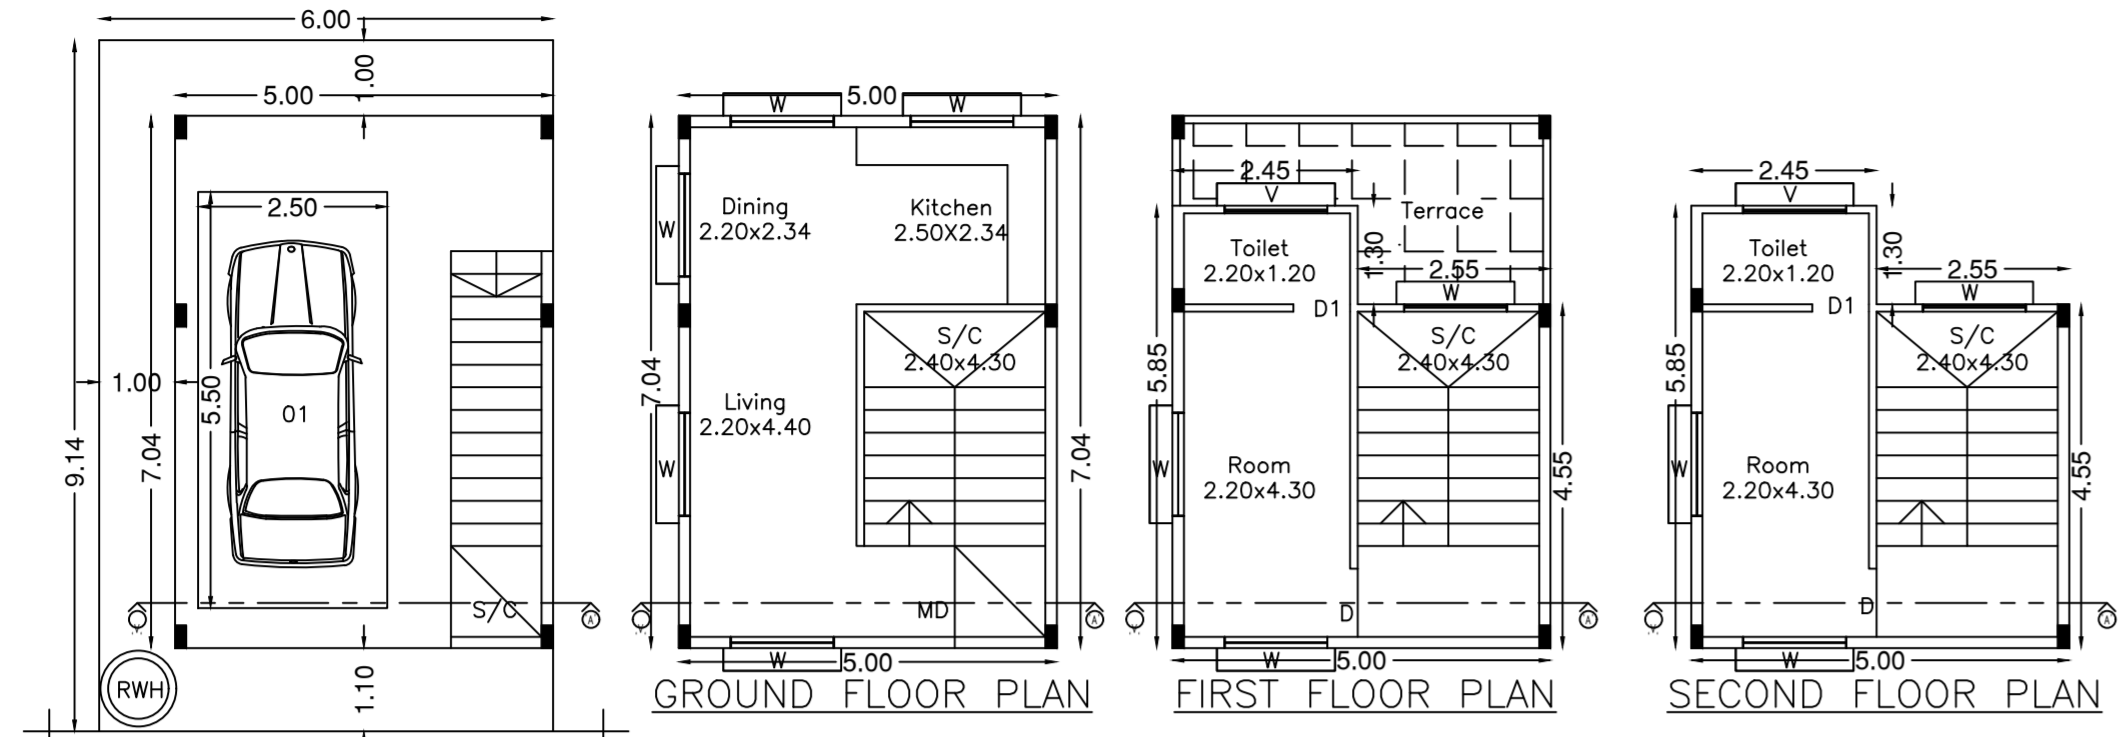 6.00
1.00
5.00
2.50
5.50
01
1.00
7.04
9.14
S/C
A
RWH
1.10
5.00
W
W
Dining
2.20x2.34
Kitchen
2.50X2.34
W
S/C
2.40x4.30
Living
2.20x4.40
7.04
7.04
W
MD
A
W
5.00
GROUND FLOOR PLAN
2.45
V
Terrace
Toilet
2.20x1.20
1.30
2.55
W
D1
S/C
2.40x4.30
5.85
Room
2.20x4.30
W
4.55
D
A
W
5.00
FIRST FLOOR PLAN
2.45
V
Toilet
2.20x1.20
1.30
2.55
W
D1
S/C
2.40x4.30
5.85
Room
2.20x4.30
W
4.55
D
A
W
5.00
SECOND FLOOR PLAN